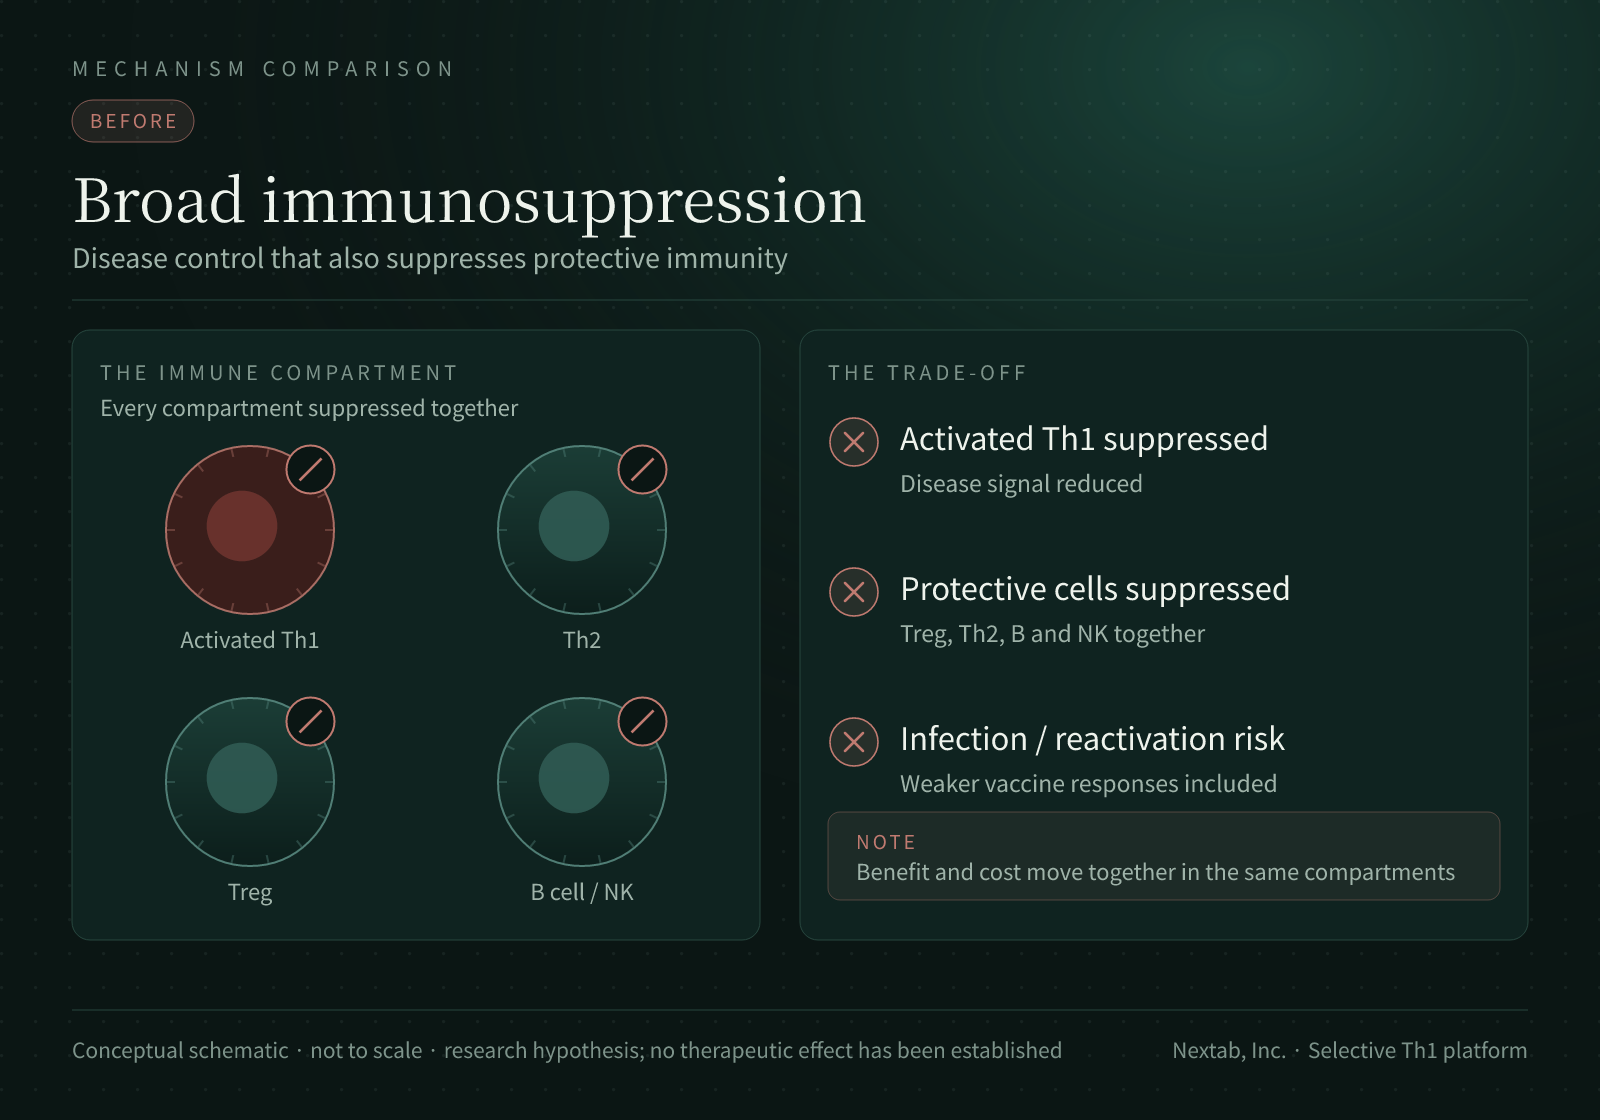 MECHANISM COMPARISON
BEFORE
Broad immunosuppression
Disease control that also suppresses protective immunity
THE IMMUNE COMPARTMENT
Every compartment suppressed together
Activated Th1
Th2
Treg
B cell / NK
THE TRADE-OFF
Activated Th1 suppressed
Disease signal reduced
Protective cells suppressed
Treg, Th2, B and NK together
Infection / reactivation risk
Weaker vaccine responses included
NOTE
Benefit and cost move together in the same compartments
Conceptual schematic · not to scale · research hypothesis; no therapeutic effect has been established
Nextab, Inc. · Selective Th1 platform